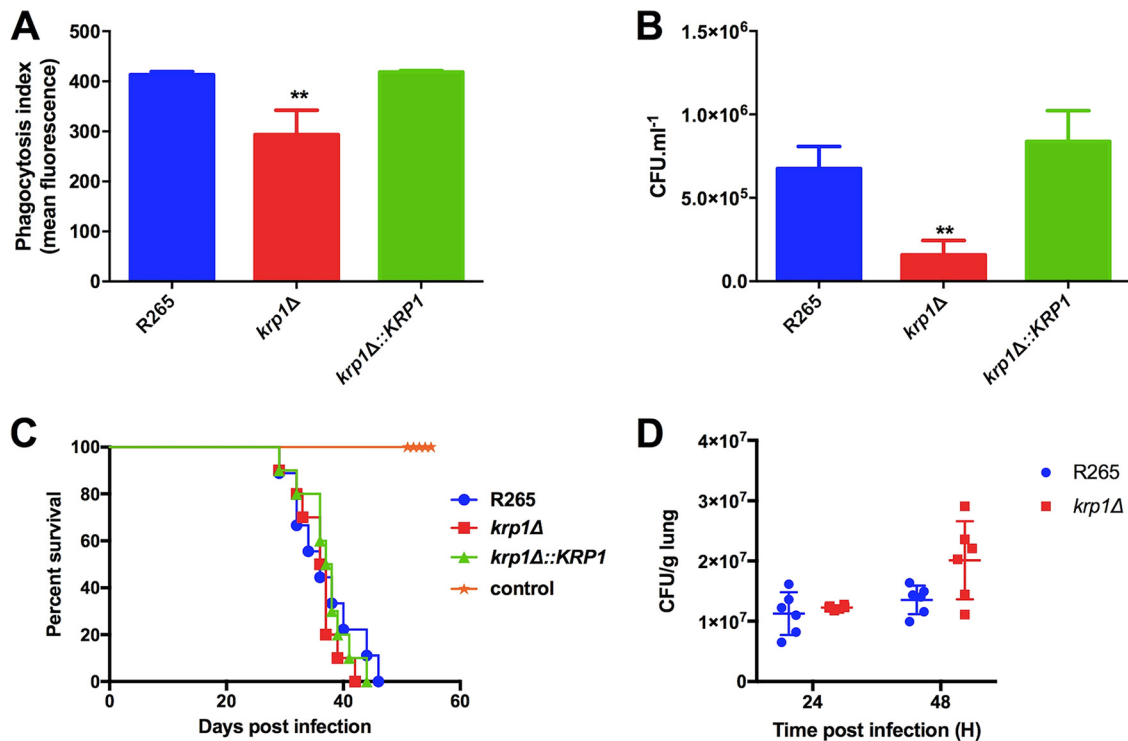 A
Phagocytosis index
(mean fluorescence)
500
400
300
200
100
0
**
R265
krp1Δ
krp1Δ::KRP1
B
CFU.ml-1
1.5×10⁶
1.0×10⁶
5.0×10⁵
0.0
**
R265
krp1Δ
krp1Δ::KRP1
C
Percent survival
100
80
60
40
20
0
0 20 40 60
Days post infection
R265
krp1Δ
krp1Δ::KRP1
control
D
CFU/g lung
4×10⁷
3×10⁷
2×10⁷
1×10⁷
0
24 48
Time post infection (H)
R265
krp1Δ